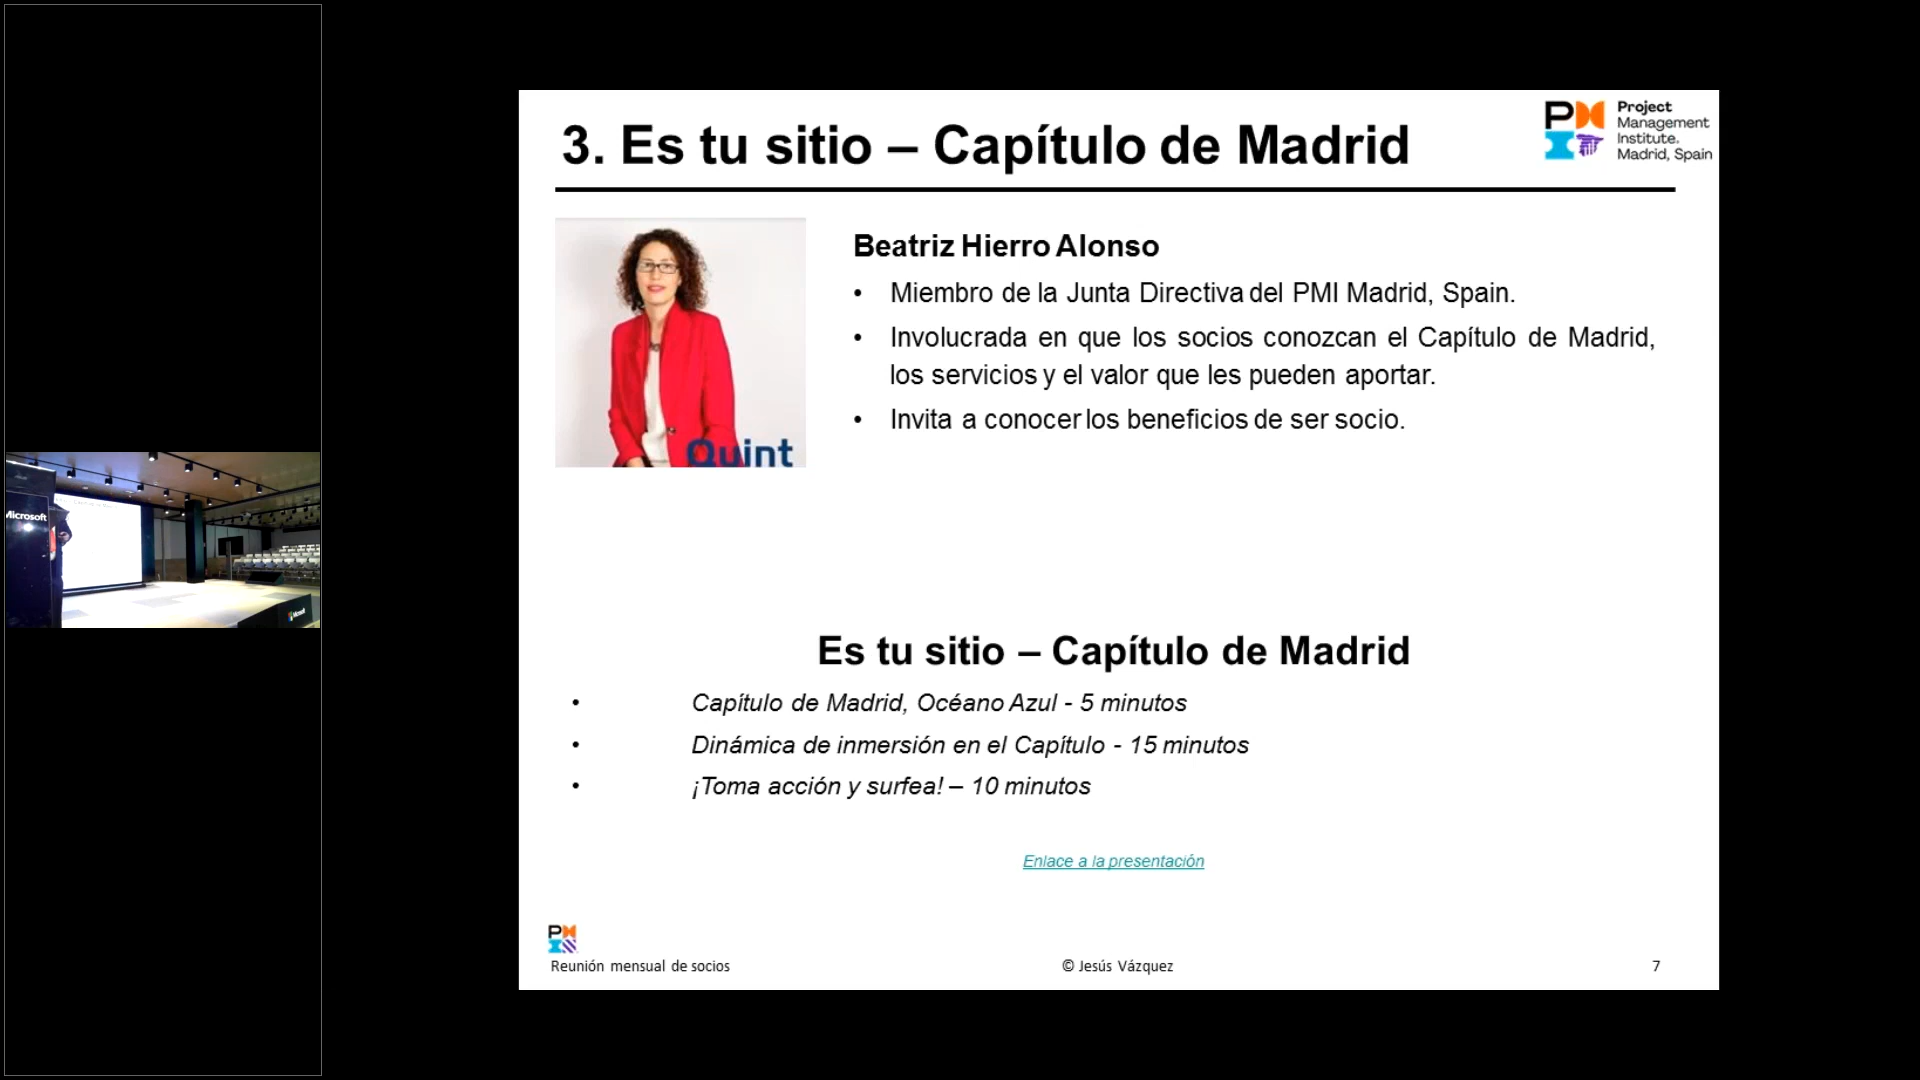 3. Es tu sitio – Capítulo de Madrid
Project
Management
Institute.
Madrid, Spain
Quint
Beatriz Hierro Alonso
• Miembro de la Junta Directiva del PMI Madrid, Spain.
• Involucrada en que los socios conozcan el Capítulo de Madrid,
los servicios y el valor que les pueden aportar.
• Invita a conocer los beneficios de ser socio.
Microsoft
Microsoft
Es tu sitio – Capítulo de Madrid
• Capítulo de Madrid, Océano Azul - 5 minutos
• Dinámica de inmersión en el Capítulo - 15 minutos
• ¡Toma acción y surfea! – 10 minutos
Enlace a la presentación
Reunión mensual de socios
© Jesús Vázquez
7